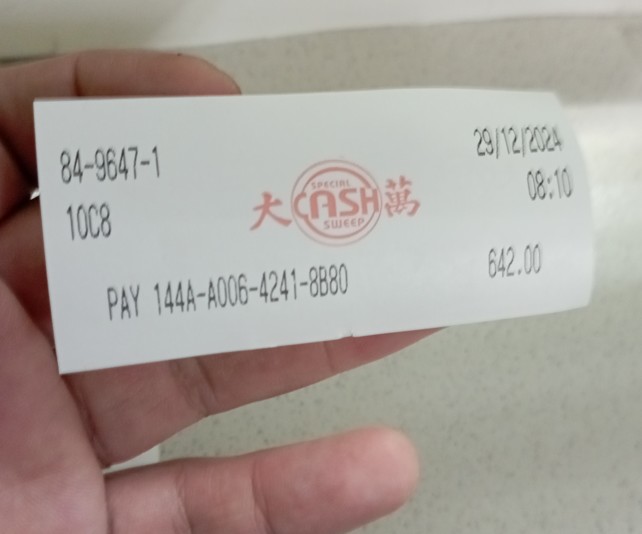 84-9647-1
29/12/2024
10C8
08:10
SPECIAL
大 CASH 萬
SWEEP
PAY 144A-A006-4241-8B80
642.00